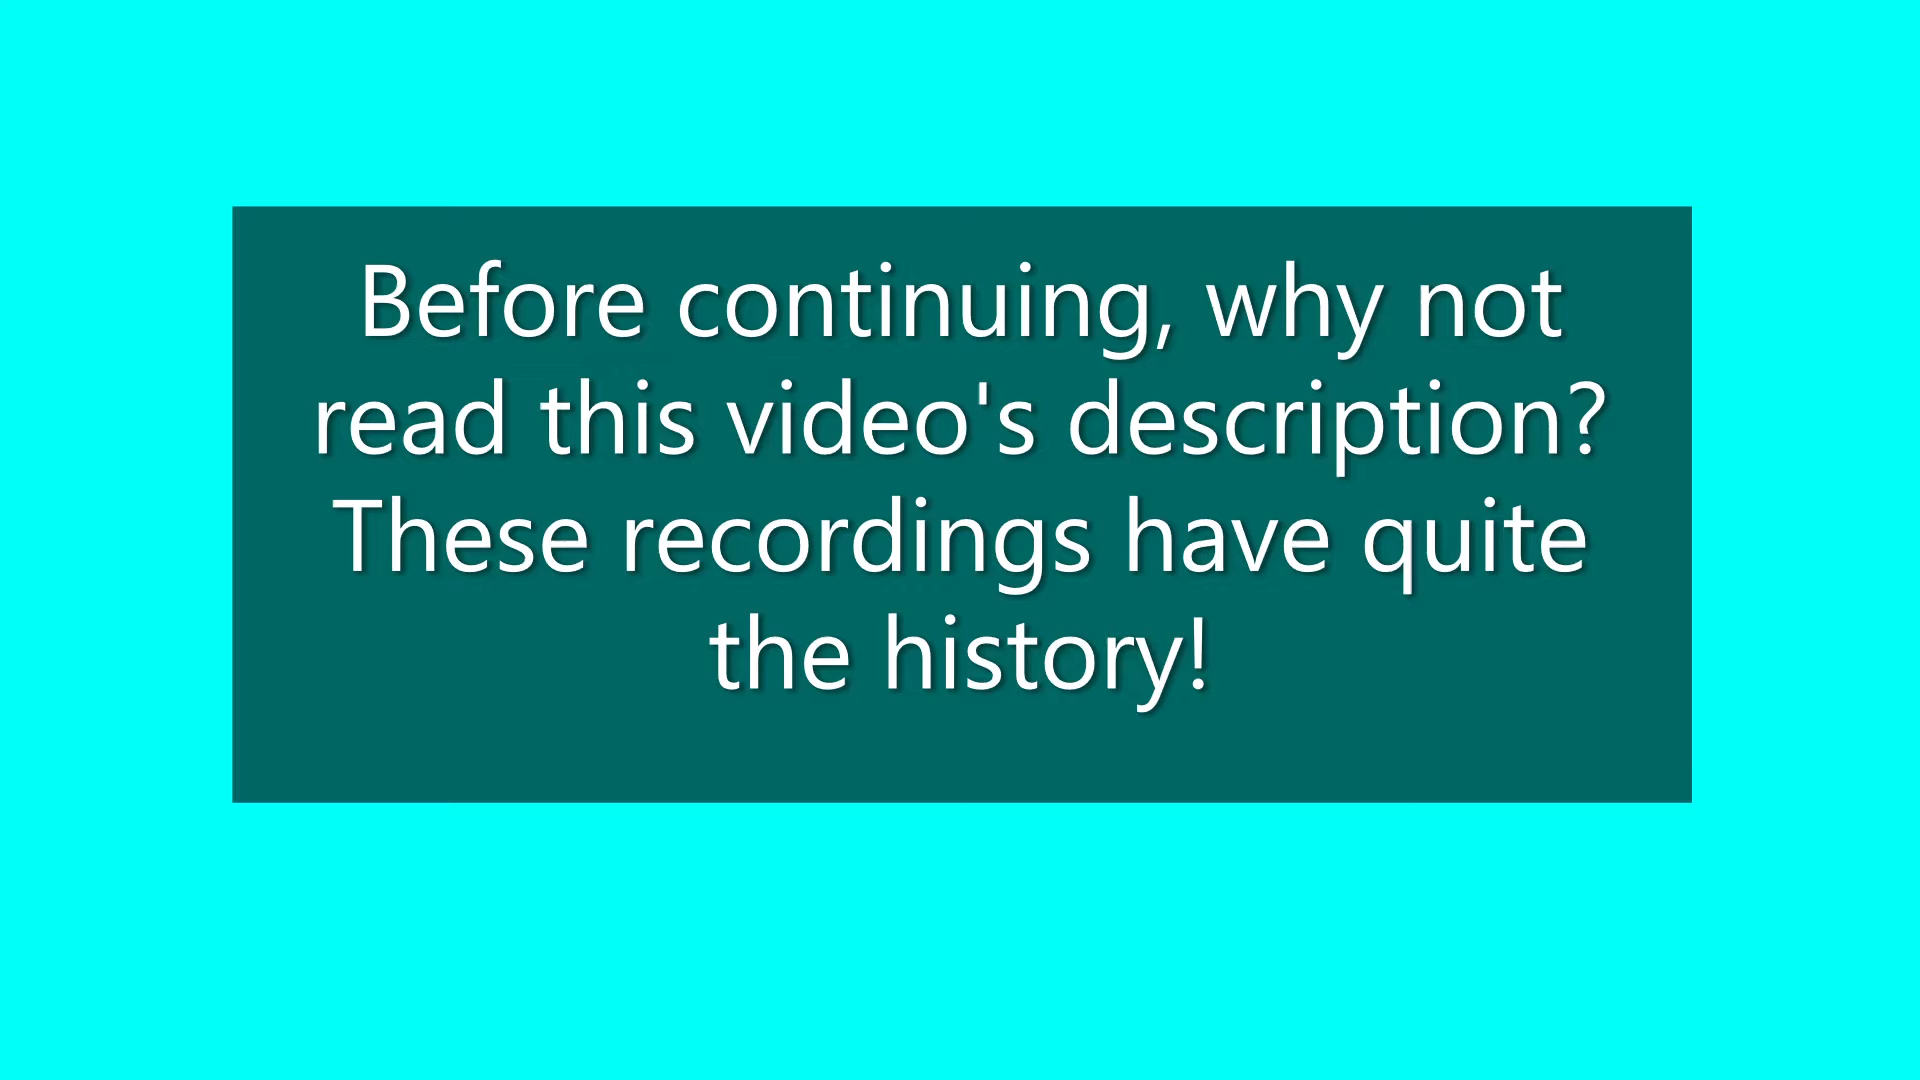 Before continuing, why not
read this video's description?
These recordings have quite
the history!